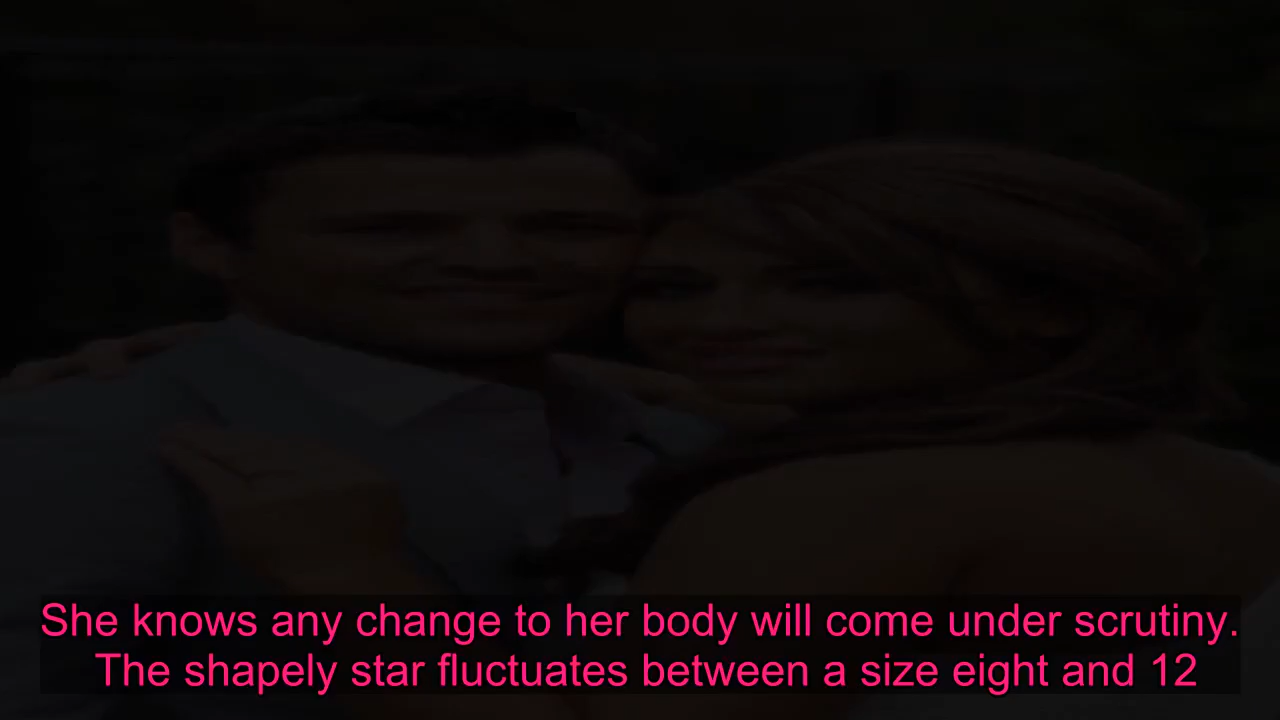 She knows any change to her body will come under scrutiny.
The shapely star fluctuates between a size eight and 12